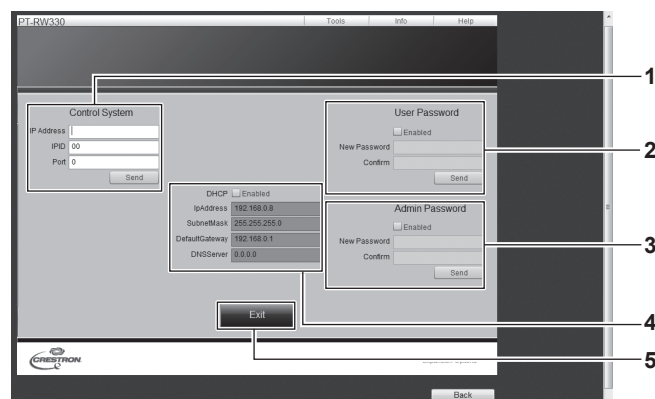 PT-RW330
Tools Info Help
1
Control System
IP Address
IPID 00
Port 0
Send
User Password
Enabled
New Password
Confirm
Send
2
DHCP Enabled
IpAddress 192.168.0.8
SubnetMask 255.255.255.0
DefaultGateway 192.168.0.1
DNSServer 0.0.0.0
Admin Password
Enabled
New Password
Confirm
Send
3
Exit
4
CRESTRON
5
Back